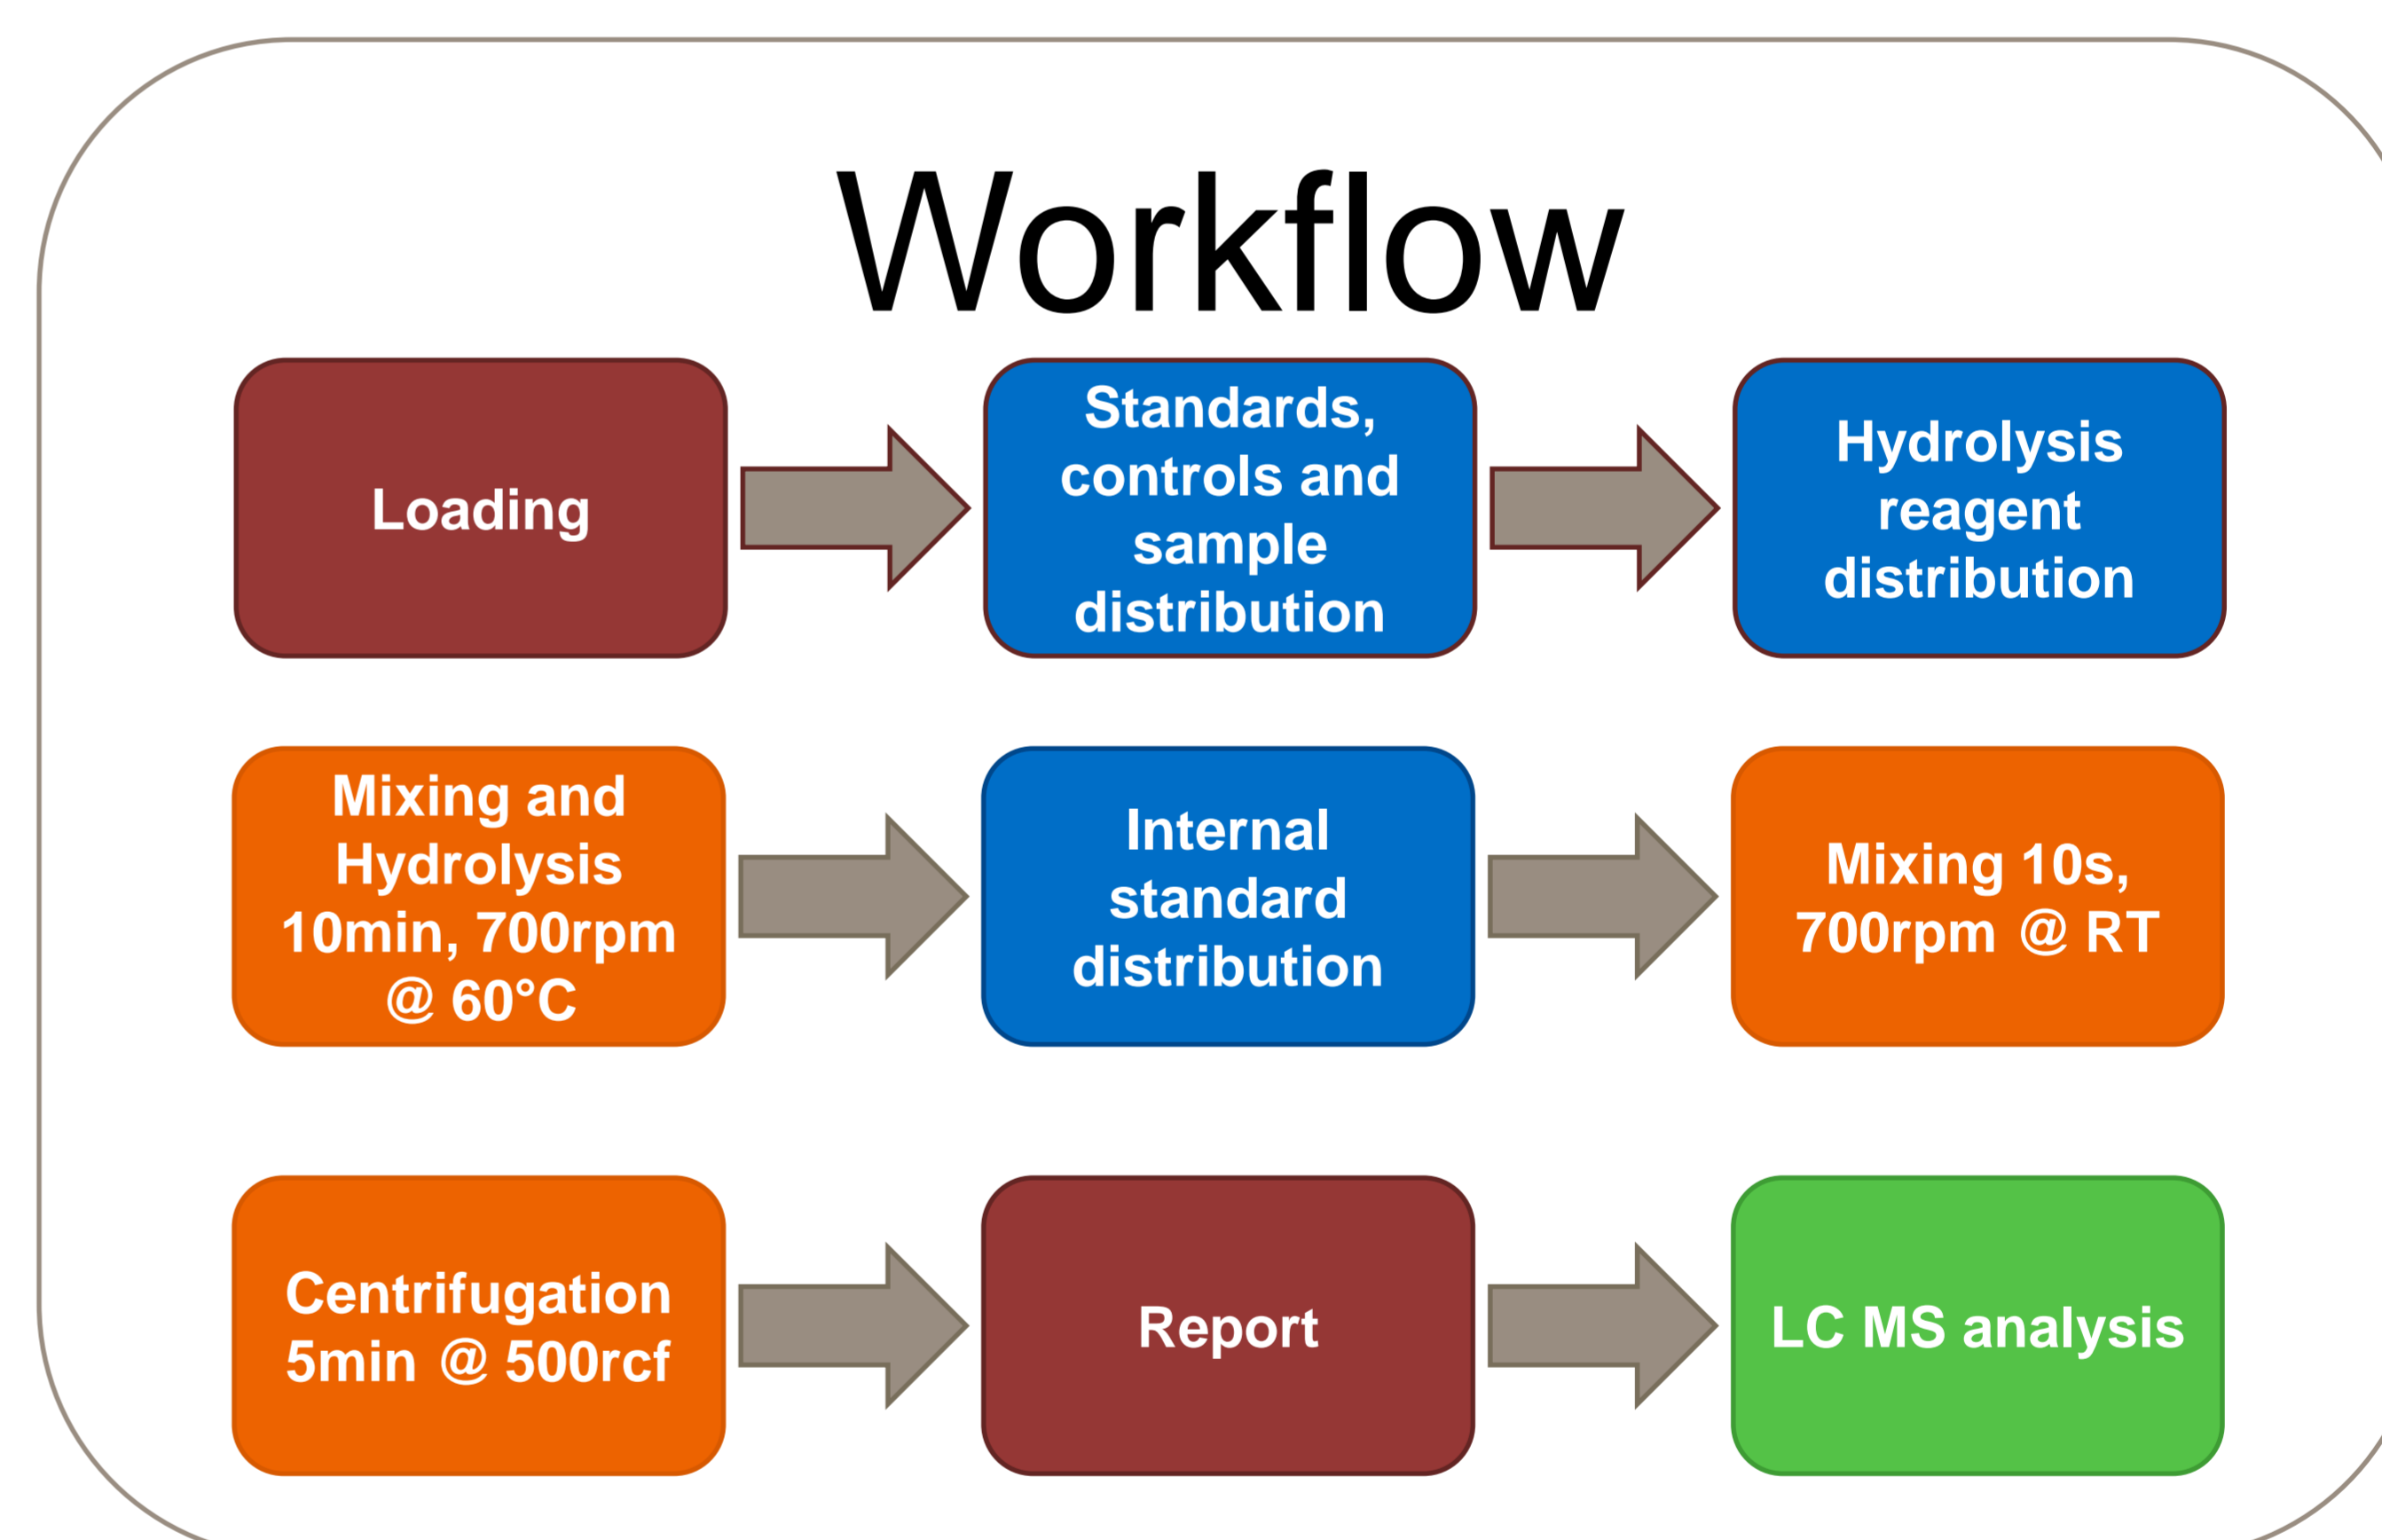 Workflow
Loading
Standards,
controls and
sample
distribution
Hydrolysis
reagent
distribution
Mixing and
Hydrolysis
10min, 700rpm
@ 60°C
Internal
standard
distribution
Mixing 10s,
700rpm @ RT
Centrifugation
5min @ 500rcf
Report
LC MS analysis